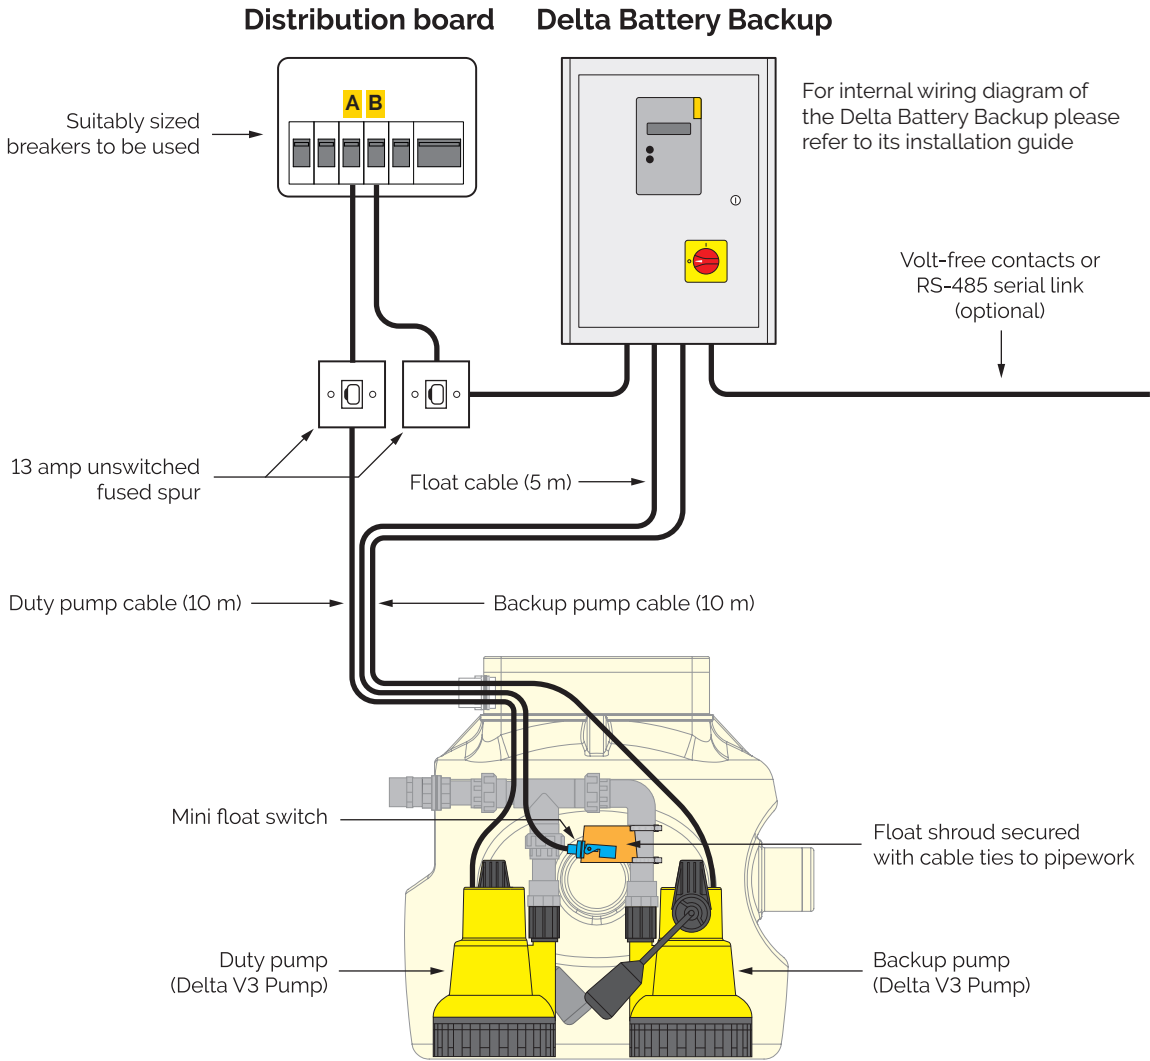 Distribution board
Delta Battery Backup
A
B
Suitably sized
breakers to be used
For internal wiring diagram of
the Delta Battery Backup please
refer to its installation guide
I
O
Volt-free contacts or
RS-485 serial link
(optional)
13 amp unswitched
fused spur
Float cable (5 m)
Duty pump cable (10 m)
Backup pump cable (10 m)
Mini float switch
Float shroud secured
with cable ties to pipework
Duty pump
(Delta V3 Pump)
Backup pump
(Delta V3 Pump)